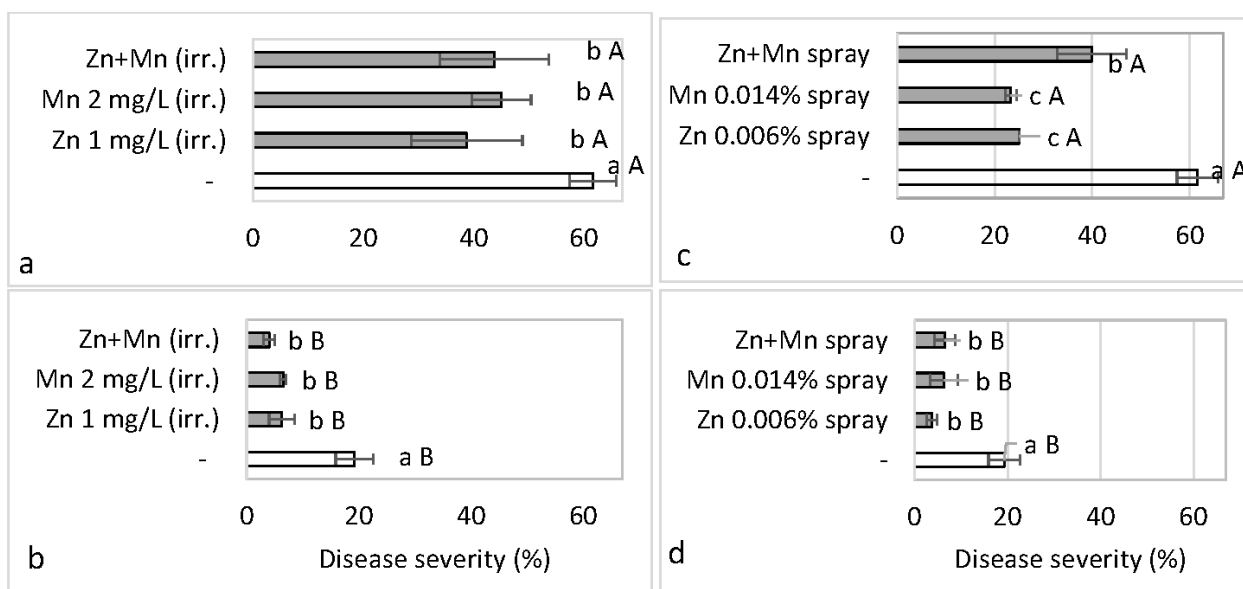 Zn+Mn (irr.)
b A
Mn 2 mg/L (irr.)
b A
Zn 1 mg/L (irr.)
b A
-
a A
0 20 40 60
a
Zn+Mn spray
b A
Mn 0.014% spray
c A
Zn 0.006% spray
c A
-
a A
0 20 40 60
c
Zn+Mn (irr.)
b B
Mn 2 mg/L (irr.)
b B
Zn 1 mg/L (irr.)
b B
-
a B
0 20 40 60
b
Disease severity (%)
Zn+Mn spray
b B
Mn 0.014% spray
b B
Zn 0.006% spray
b B
-
a B
0 20 40 60
d
Disease severity (%)